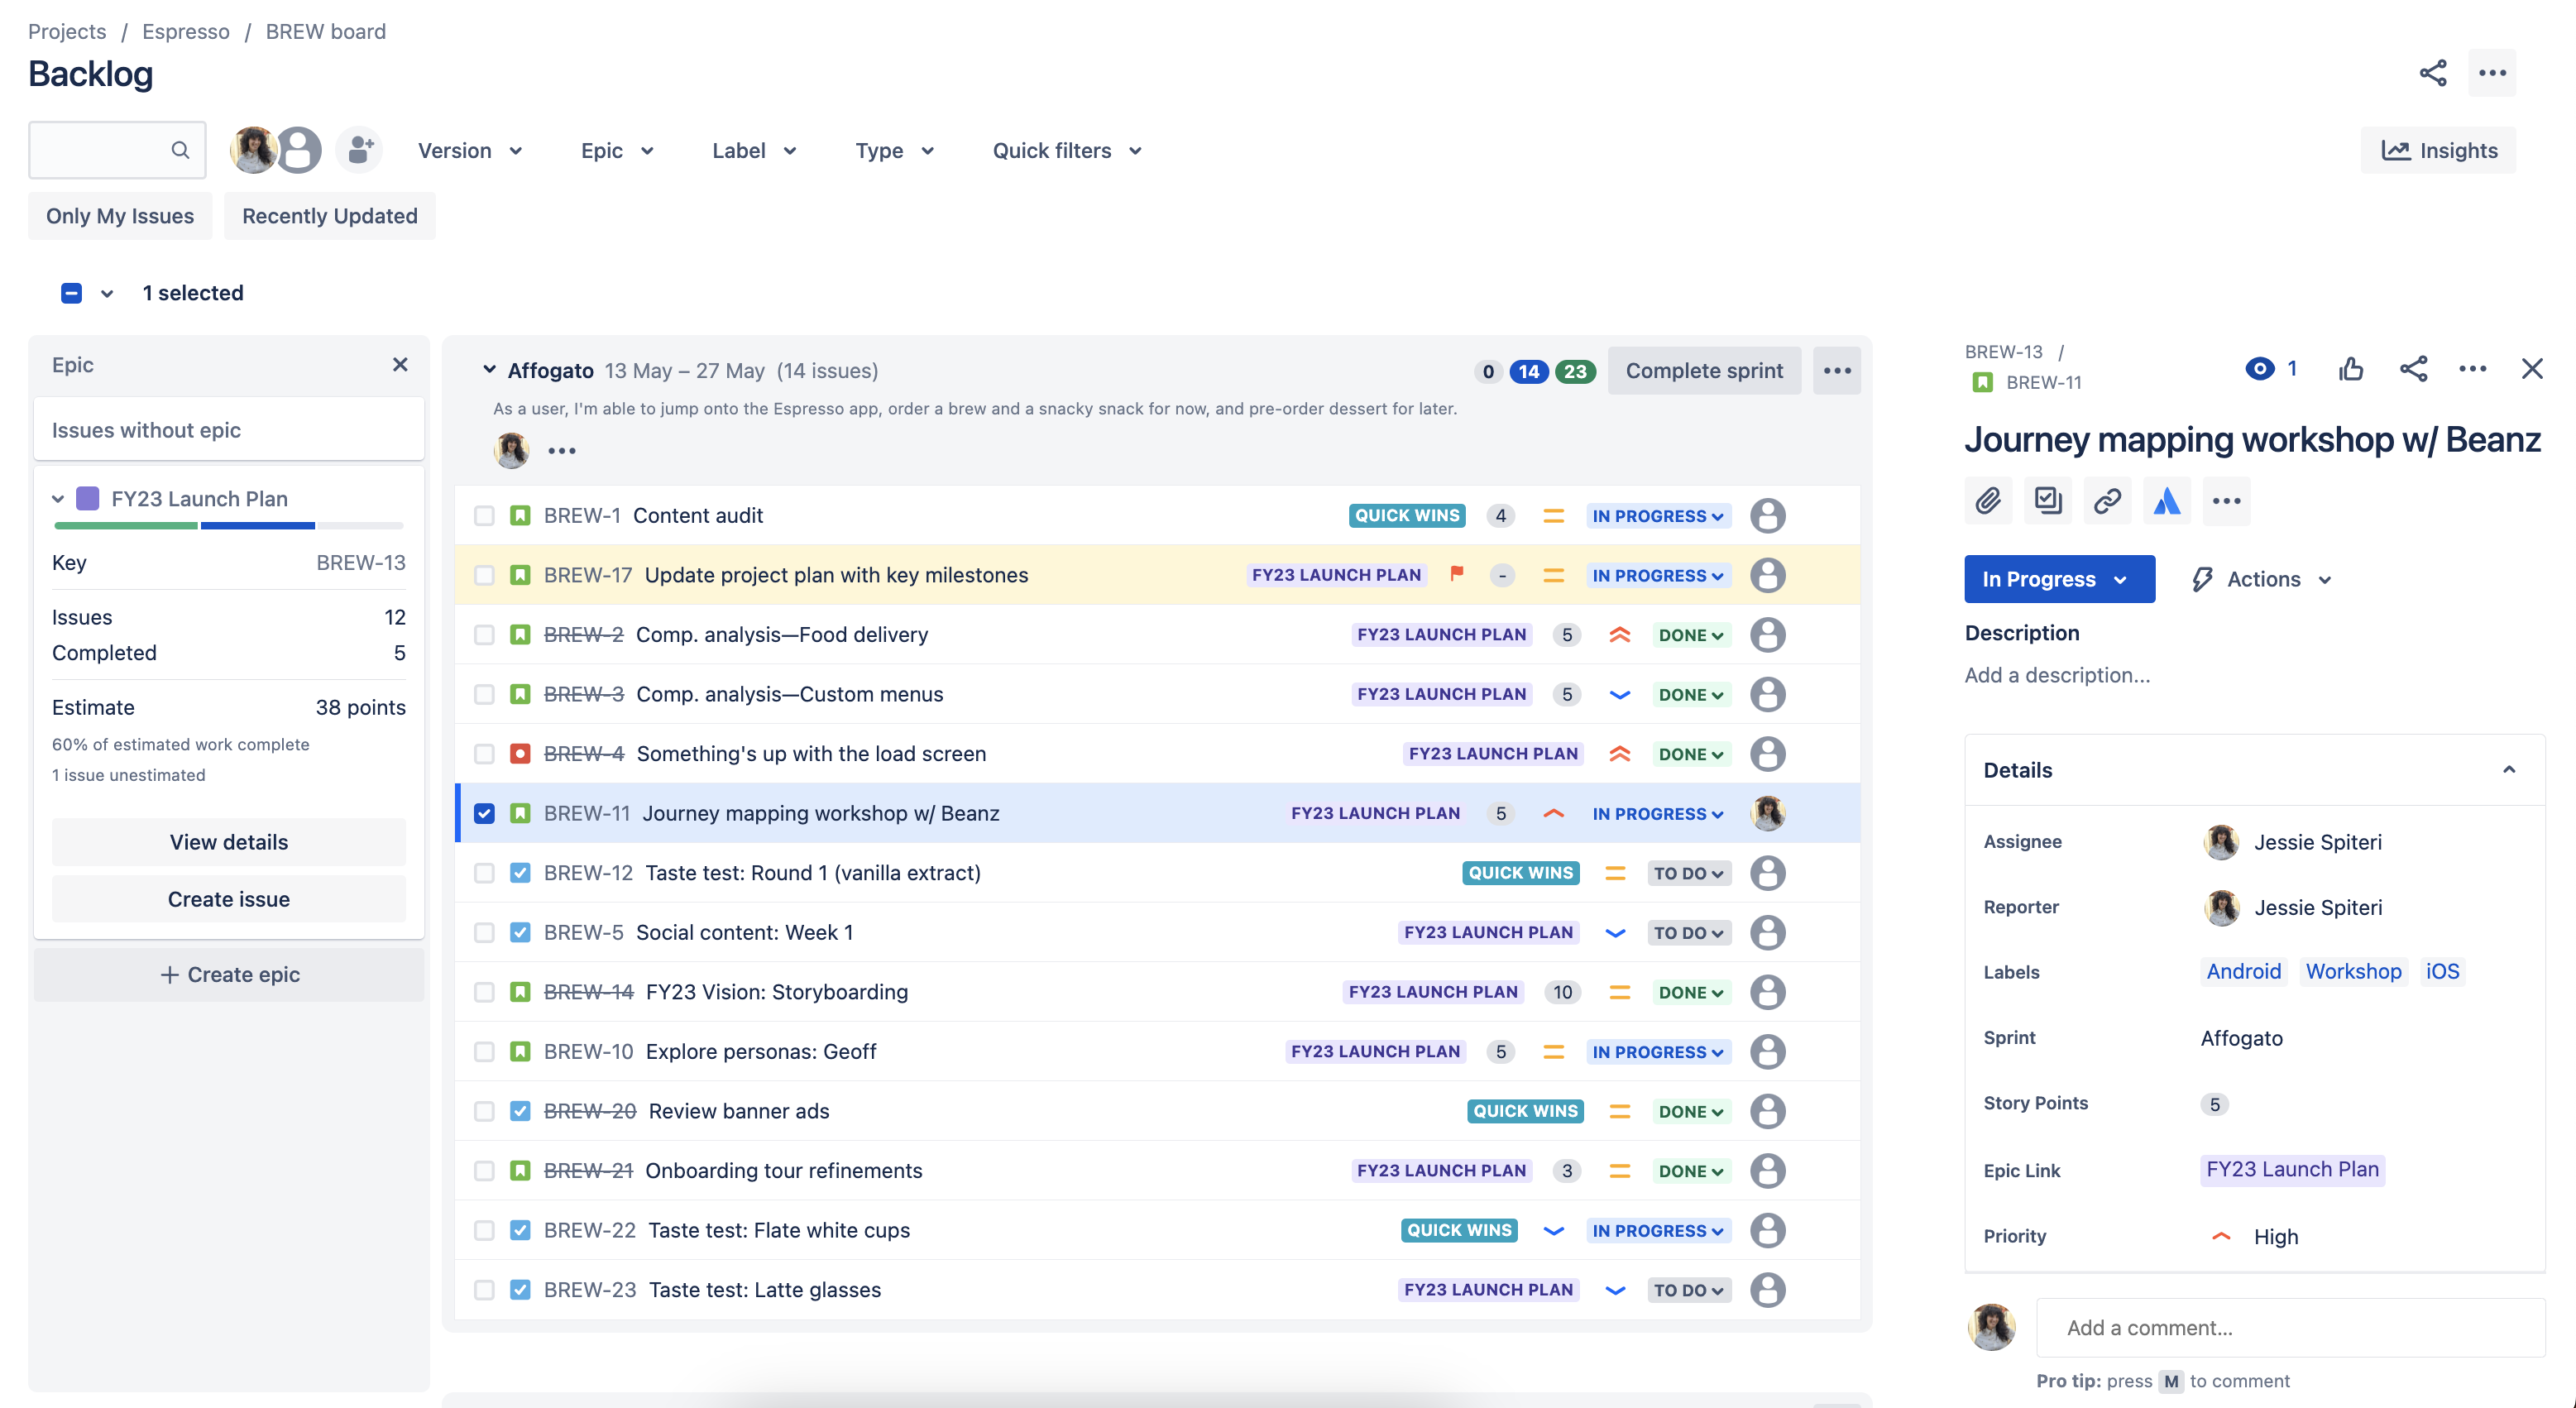 Projects / Espresso / BREW board
Backlog
Version
Epic
Label
Type
Quick filters
Insights
Only My Issues
Recently Updated
1 selected
Epic
Issues without epic
FY23 Launch Plan
Key BREW-13
Issues 12
Completed 5
Estimate 38 points
60% of estimated work complete
1 issue unestimated
View details
Create issue
+ Create epic
Affogato 13 May – 27 May (14 issues) 0 14 23 Complete sprint
As a user, I'm able to jump onto the Espresso app, order a brew and a snacky snack for now, and pre-order dessert for later.
BREW-1 Content audit QUICK WINS 4 IN PROGRESS
BREW-17 Update project plan with key milestones FY23 LAUNCH PLAN - IN PROGRESS
BREW-2 Comp. analysis—Food delivery FY23 LAUNCH PLAN 5 DONE
BREW-3 Comp. analysis—Custom menus FY23 LAUNCH PLAN 5 DONE
BREW-4 Something's up with the load screen FY23 LAUNCH PLAN DONE
BREW-11 Journey mapping workshop w/ Beanz FY23 LAUNCH PLAN 5 IN PROGRESS
BREW-12 Taste test: Round 1 (vanilla extract) QUICK WINS TO DO
BREW-5 Social content: Week 1 FY23 LAUNCH PLAN TO DO
BREW-14 FY23 Vision: Storyboarding FY23 LAUNCH PLAN 10 DONE
BREW-10 Explore personas: Geoff FY23 LAUNCH PLAN 5 IN PROGRESS
BREW-20 Review banner ads QUICK WINS DONE
BREW-21 Onboarding tour refinements FY23 LAUNCH PLAN 3 DONE
BREW-22 Taste test: Flate white cups QUICK WINS IN PROGRESS
BREW-23 Taste test: Latte glasses FY23 LAUNCH PLAN TO DO
BREW-13 /
BREW-11
1
Journey mapping workshop w/ Beanz
In Progress
Actions
Description
Add a description...
Details
Assignee Jessie Spiteri
Reporter Jessie Spiteri
Labels Android Workshop iOS
Sprint Affogato
Story Points 5
Epic Link FY23 Launch Plan
Priority High
Add a comment...
Pro tip: press M to comment